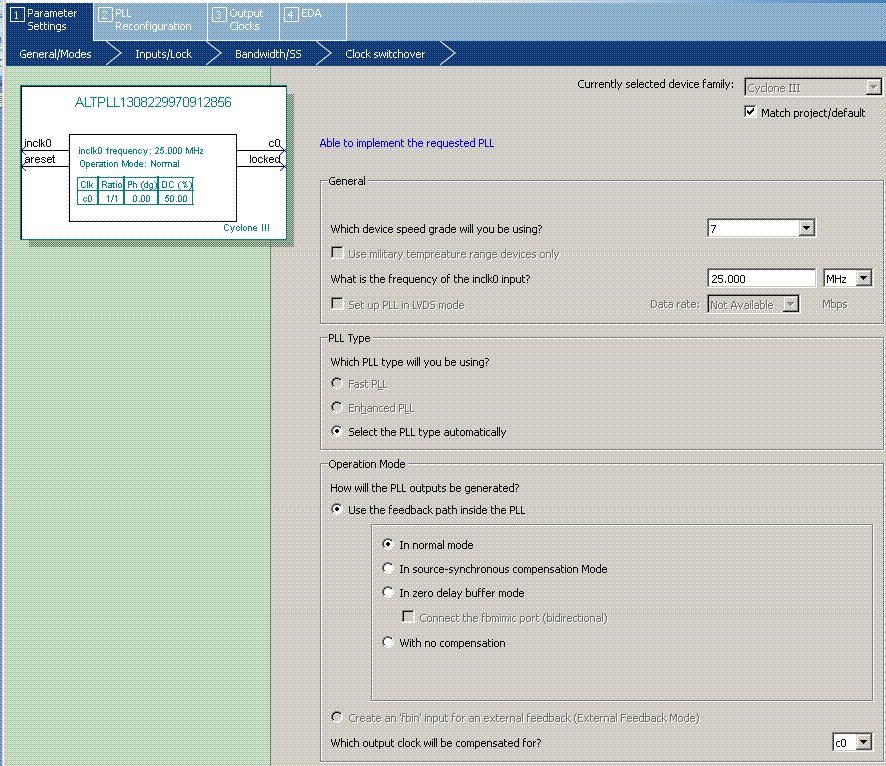 1 Parameter Settings
2 PLL Reconfiguration
3 Output Clocks
4 EDA
General/Modes Inputs/Lock Bandwidth/SS Clock switchover
Currently selected device family: Cyclone III
Match project/default
ALTPLL1308229970912856
inclk0
areset
inclk0 frequency: 25.000 MHz
Operation Mode: Normal
Clk Ratio Ph (dg) DC (%)
c0 1/1 0.00 50.00
c0
locked
Cyclone III
Able to implement the requested PLL
General
Which device speed grade will you be using? 7
Use military tempreature range devices only
What is the frequency of the inclk0 input? 25.000 MHz
Set up PLL in LVDS mode Data rate: Not Available Mbps
PLL Type
Which PLL type will you be using?
Fast PLL
Enhanced PLL
Select the PLL type automatically
Operation Mode
How will the PLL outputs be generated?
Use the feedback path inside the PLL
In normal mode
In source-synchronous compensation Mode
In zero delay buffer mode
Connect the fbmimic port (bidirectional)
With no compensation
Create an 'fbin' input for an external feedback (External Feedback Mode)
Which output clock will be compensated for? c0